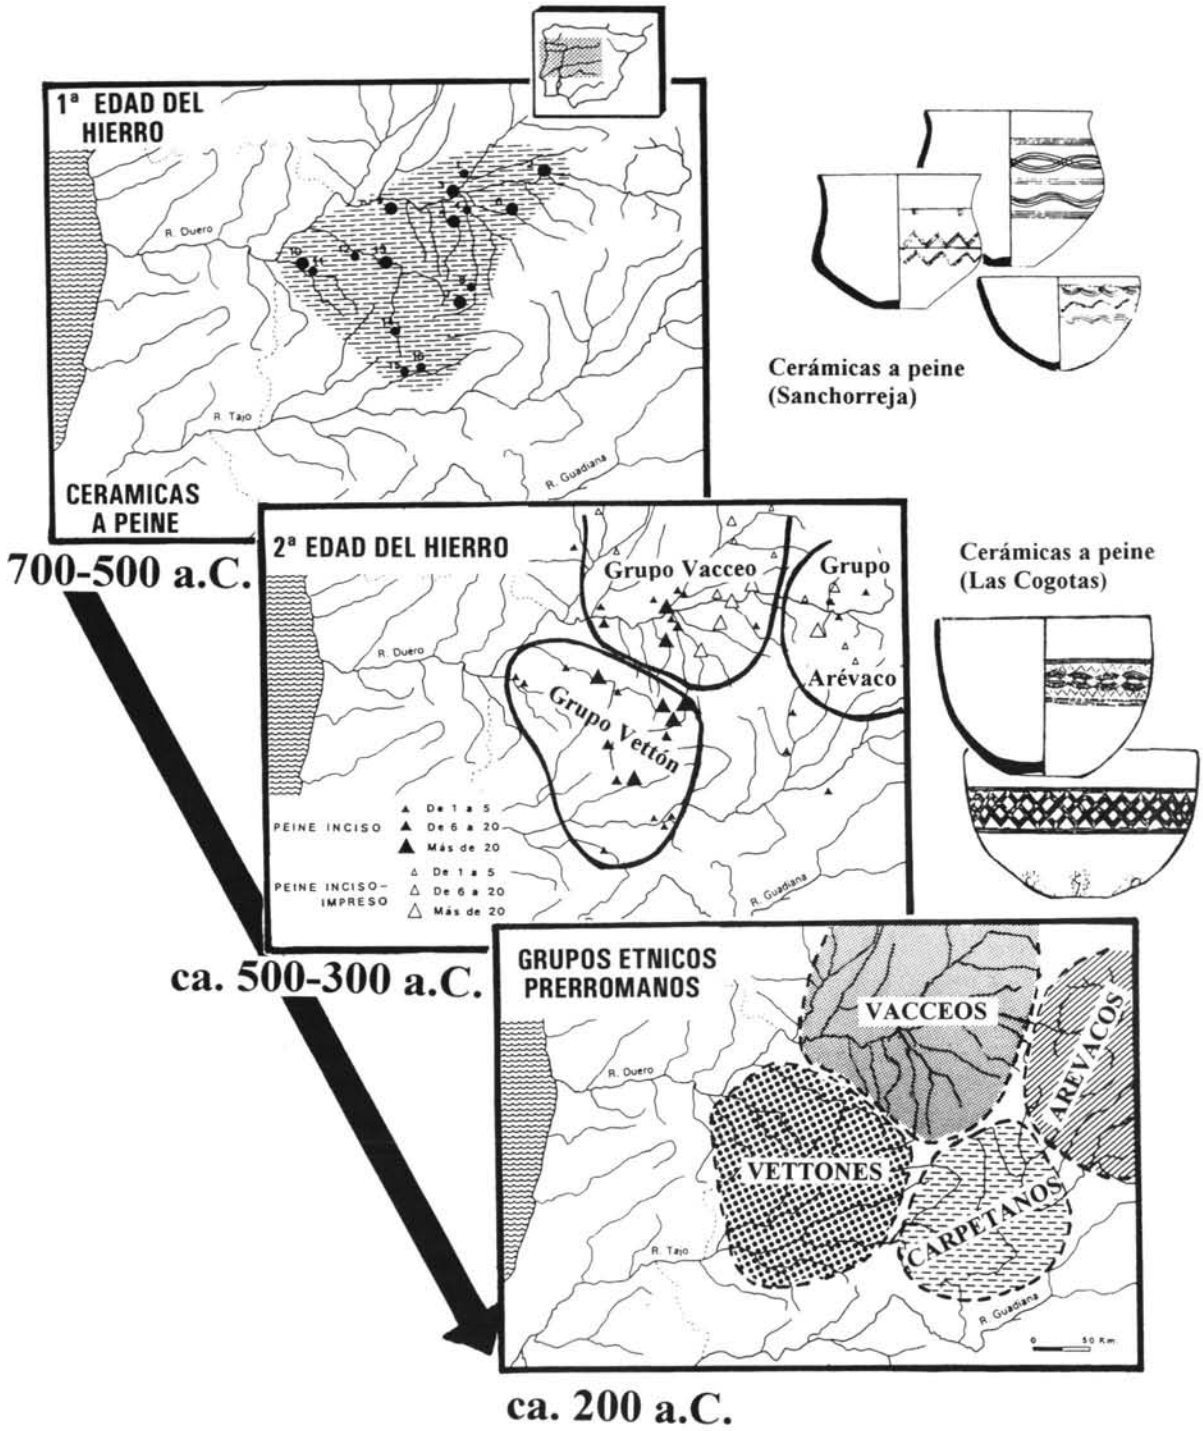 1ª EDAD DEL
HIERRO
R. Duero
R. Tajo
R. Guadiana
CERAMICAS
A PEINE
700-500 a.C.
Cerámicas a peine
(Sanchorreja)
2ª EDAD DEL HIERRO
Grupo Vacceo
Grupo
Arévaco
Grupo Vettón
R. Duero
R. Guadiana
PEINE INCISO
De 1 a 5
De 6 a 20
Más de 20
PEINE INCISO-
IMPRESO
De 1 a 5
De 6 a 20
Más de 20
ca. 500-300 a.C.
Cerámicas a peine
(Las Cogotas)
GRUPOS ETNICOS
PRERROMANOS
VACCEOS
AREVACOS
VETTONES
CARPETANOS
R. Duero
R. Tajo
R. Guadiana
0 50 Km.
ca. 200 a.C.